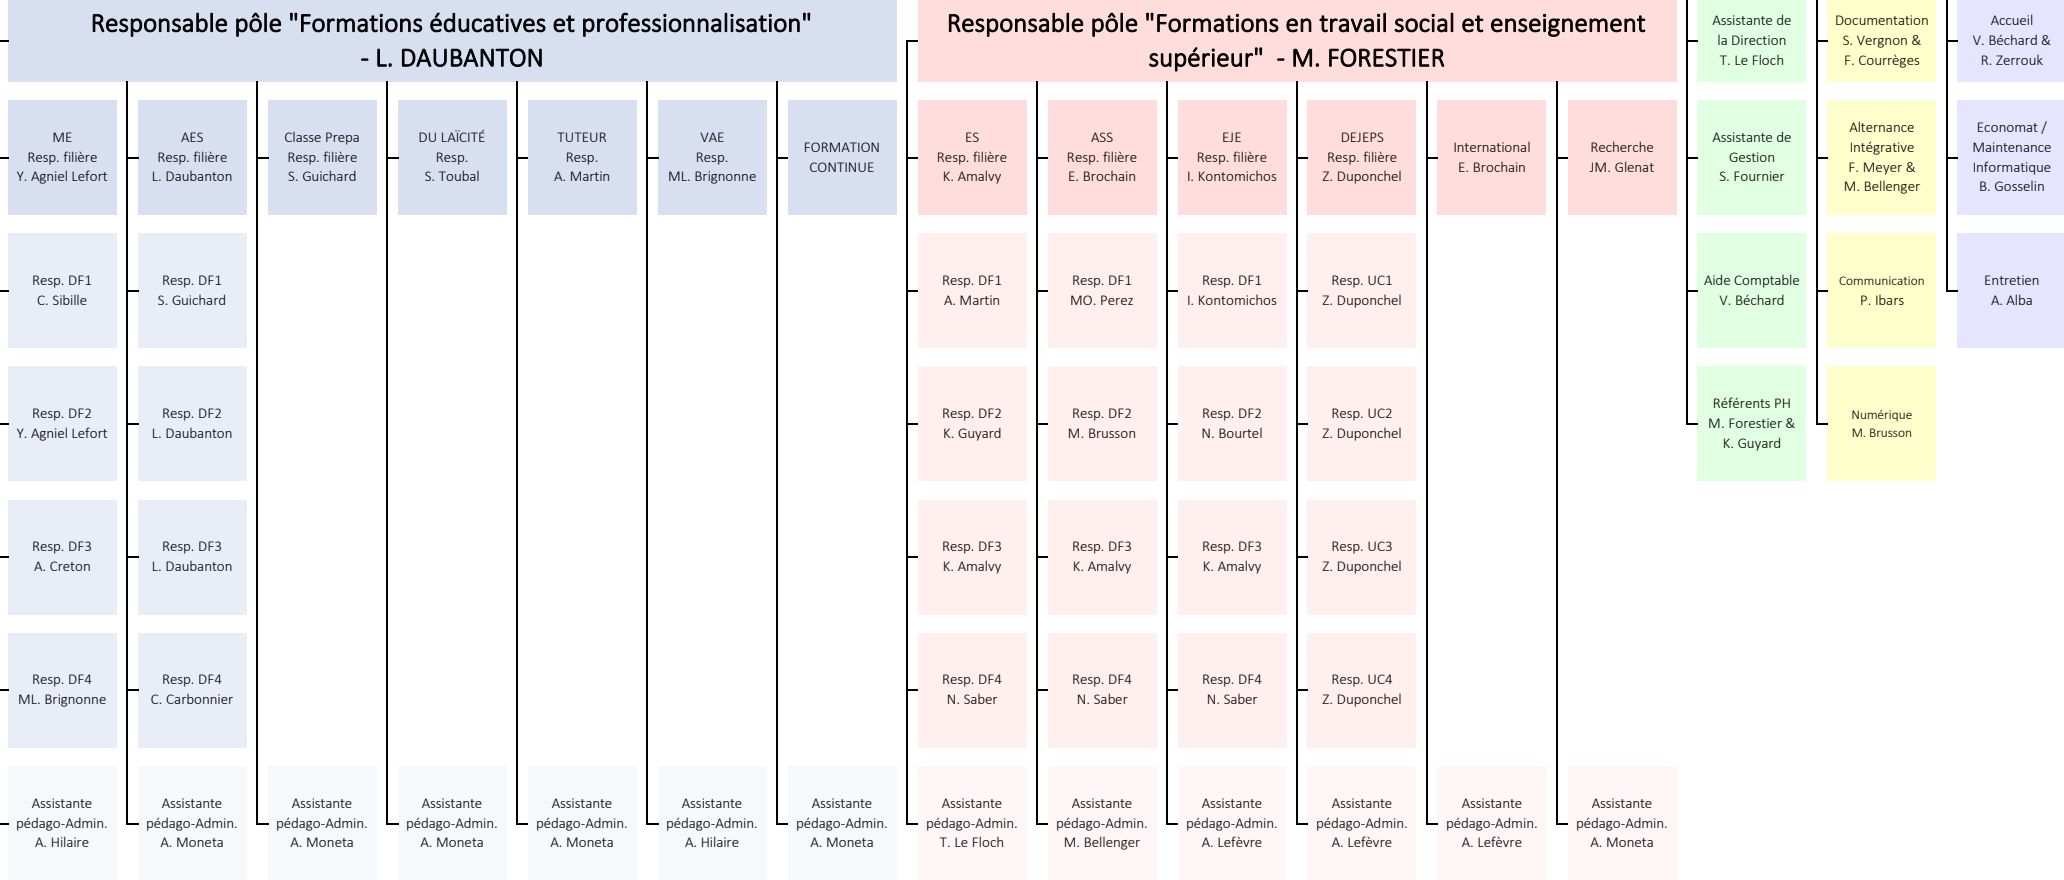 Responsable pôle "Formations éducatives et professionnalisation"
- L. DAUBANTON
ME
Resp. filière
Y. Agniel Lefort
Resp. DF1
C. Sibille
Resp. DF2
Y. Agniel Lefort
Resp. DF3
A. Creton
Resp. DF4
ML. Brignonne
Assistante
pédago-Admin.
A. Hilaire
AES
Resp. filière
L. Daubanton
Resp. DF1
S. Guichard
Resp. DF2
L. Daubanton
Resp. DF3
L. Daubanton
Resp. DF4
C. Carbonnier
Assistante
pédago-Admin.
A. Moneta
Classe Prepa
Resp. filière
S. Guichard
Assistante
pédago-Admin.
A. Moneta
DU LAÏCITÉ
Resp.
S. Toubal
Assistante
pédago-Admin.
A. Moneta
TUTEUR
Resp.
A. Martin
Assistante
pédago-Admin.
A. Moneta
VAE
Resp.
ML. Brignonne
Assistante
pédago-Admin.
A. Hilaire
FORMATION
CONTINUE
Assistante
pédago-Admin.
A. Moneta
Responsable pôle "Formations en travail social et enseignement
supérieur"  - M. FORESTIER
ES
Resp. filière
K. Amalvy
Resp. DF1
A. Martin
Resp. DF2
K. Guyard
Resp. DF3
K. Amalvy
Resp. DF4
N. Saber
Assistante
pédago-Admin.
T. Le Floch
ASS
Resp. filière
E. Brochain
Resp. DF1
MO. Perez
Resp. DF2
M. Brusson
Resp. DF3
K. Amalvy
Resp. DF4
N. Saber
Assistante
pédago-Admin.
M. Bellenger
EJE
Resp. filière
I. Kontomichos
Resp. DF1
I. Kontomichos
Resp. DF2
N. Bourtel
Resp. DF3
K. Amalvy
Resp. DF4
N. Saber
Assistante
pédago-Admin.
A. Lefèvre
DEJEPS
Resp. filière
Z. Duponchel
Resp. UC1
Z. Duponchel
Resp. UC2
Z. Duponchel
Resp. UC3
Z. Duponchel
Resp. UC4
Z. Duponchel
Assistante
pédago-Admin.
A. Lefèvre
International
E. Brochain
Assistante
pédago-Admin.
A. Lefèvre
Recherche
JM. Glenat
Assistante
pédago-Admin.
A. Moneta
Assistante de
la Direction
T. Le Floch
Assistante de
Gestion
S. Fournier
Aide Comptable
V. Béchard
Référents PH
M. Forestier &
K. Guyard
Documentation
S. Vergnon &
F. Courrèges
Alternance
Intégrative
F. Meyer &
M. Bellenger
Communication
P. Ibars
Numérique
M. Brusson
Accueil
V. Béchard &
R. Zerrouk
Economat /
Maintenance
Informatique
B. Gosselin
Entretien
A. Alba